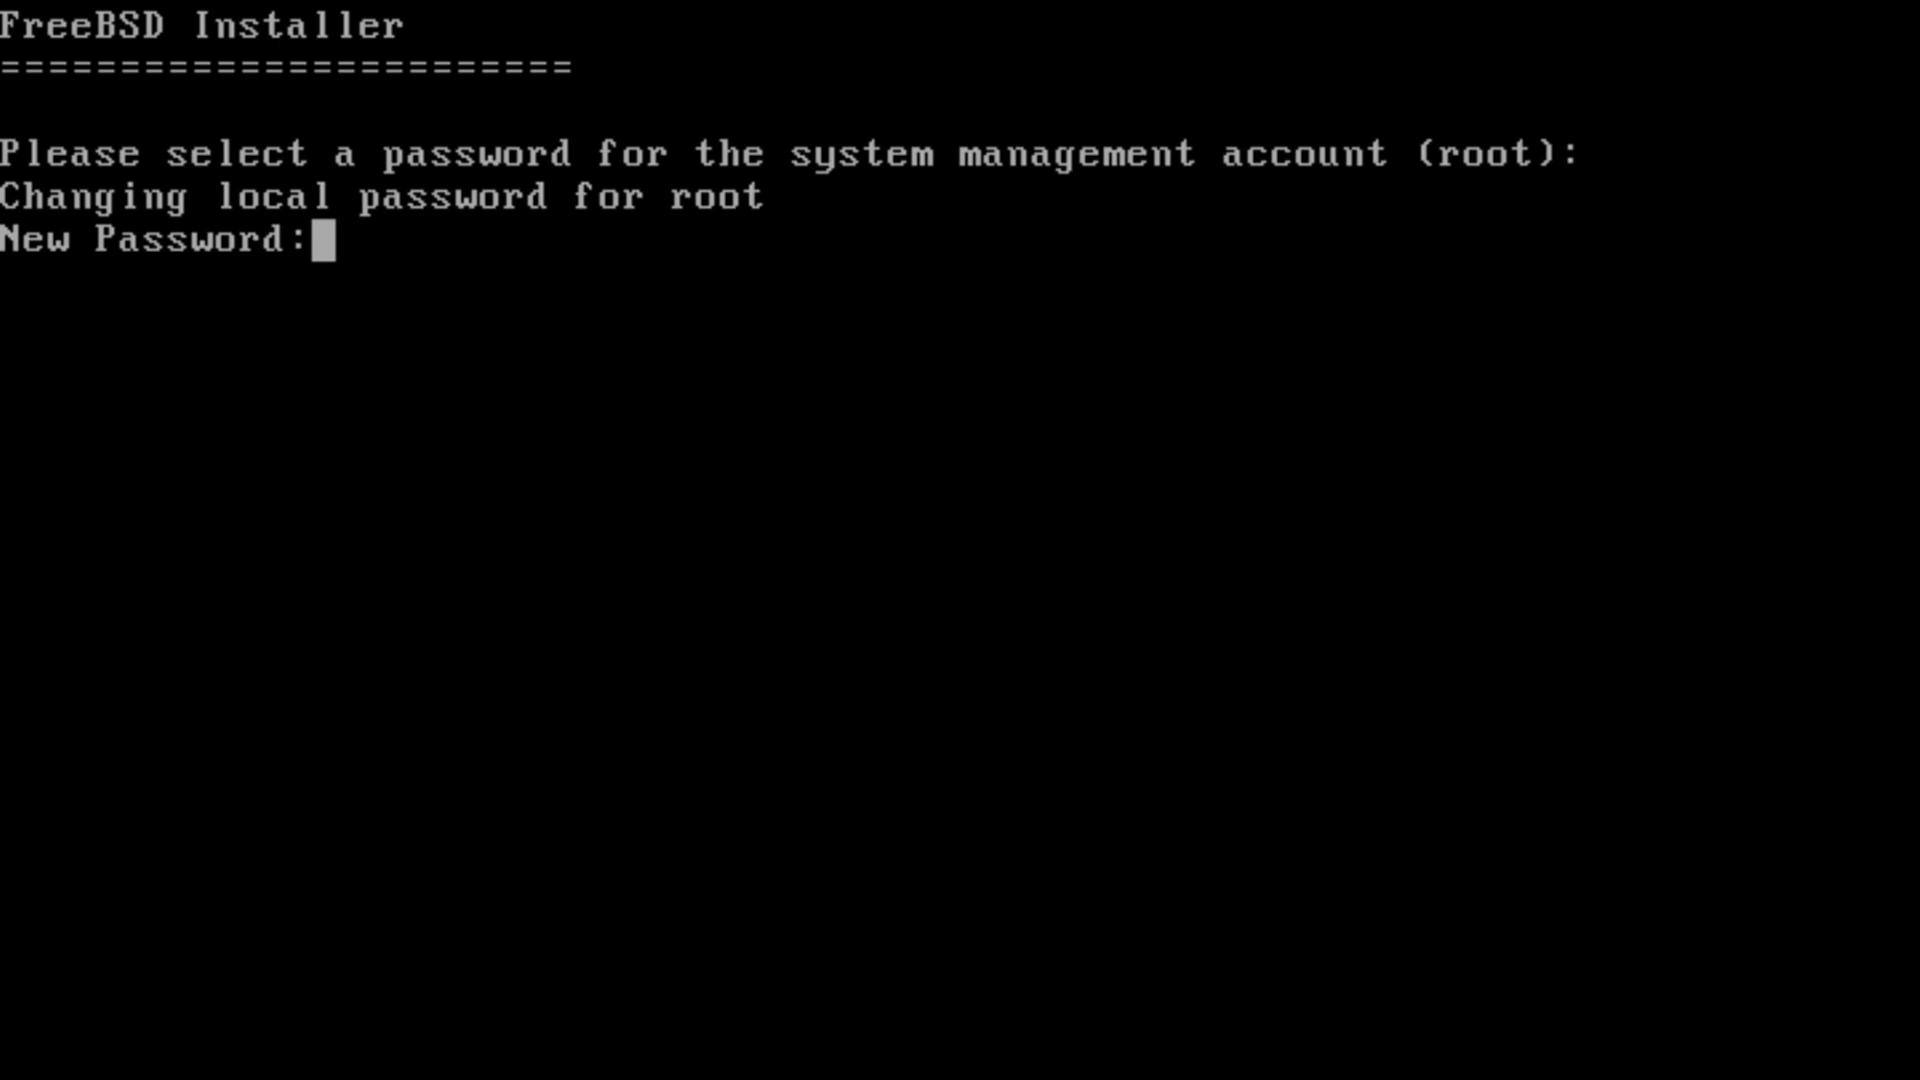 FreeBSD Installer
========================
Please select a password for the system management account (root):
Changing local password for root
New Password: